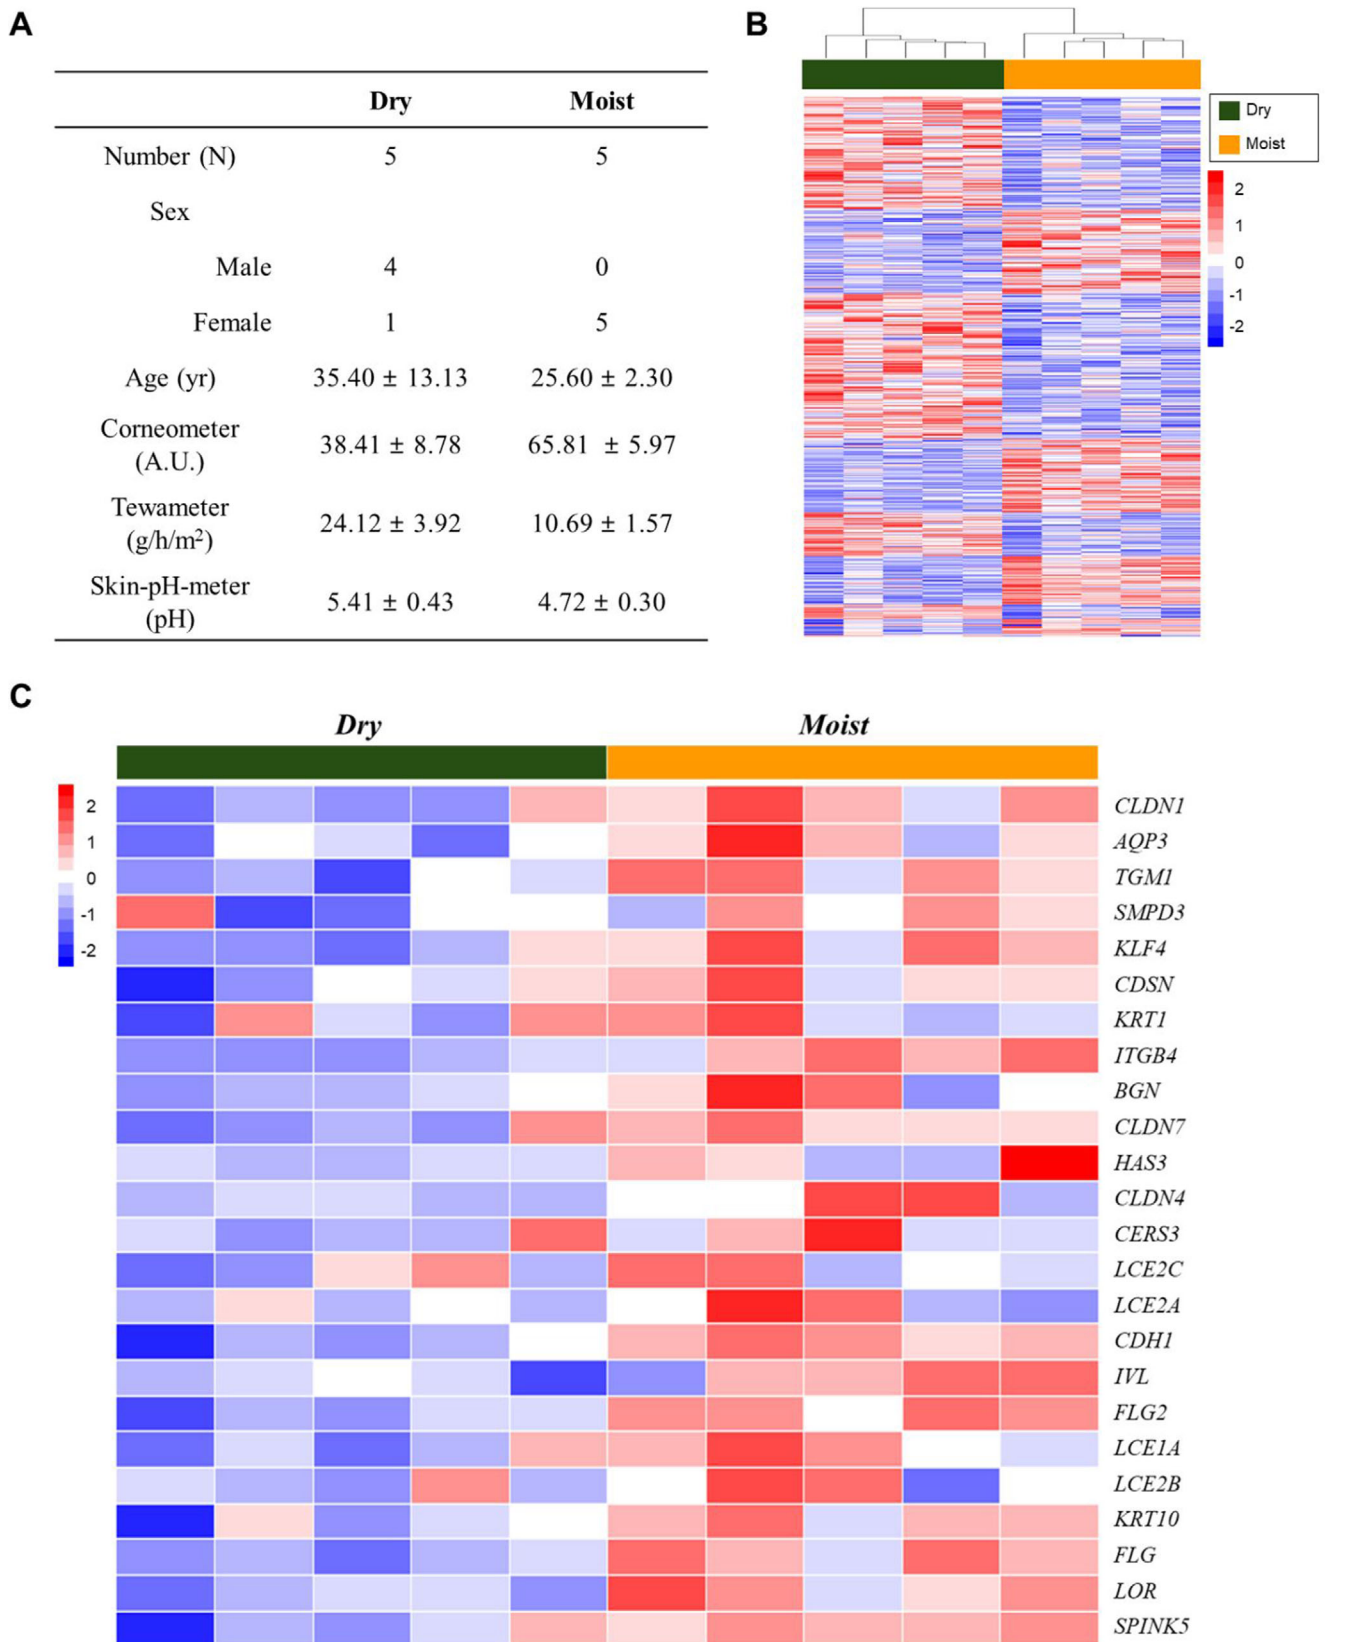 A
Dry Moist
Number (N) 5 5
Sex
Male 4 0
Female 1 5
Age (yr) 35.40 ± 13.13 25.60 ± 2.30
Corneometer
(A.U.) 38.41 ± 8.78 65.81 ± 5.97
Tewameter
(g/h/m²) 24.12 ± 3.92 10.69 ± 1.57
Skin-pH-meter
(pH) 5.41 ± 0.43 4.72 ± 0.30
B
Dry
Moist
2
1
0
-1
-2
C
Dry Moist
2
1
0
-1
-2
CLDN1
AQP3
TGM1
SMPD3
KLF4
CDSN
KRT1
ITGB4
BGN
CLDN7
HAS3
CLDN4
CERS3
LCE2C
LCE2A
CDH1
IVL
FLG2
LCE1A
LCE2B
KRT10
FLG
LOR
SPINK5